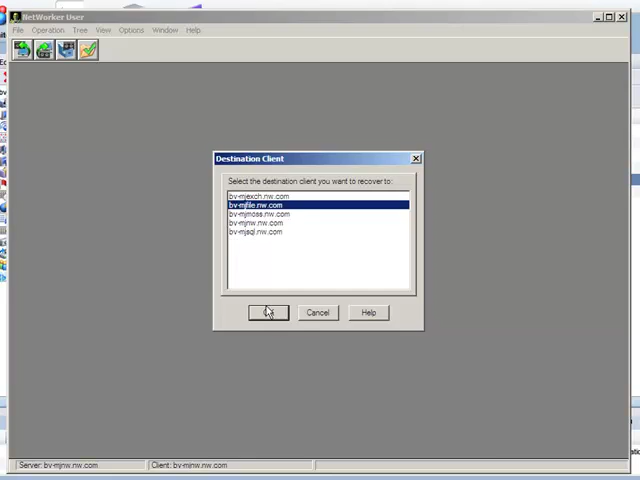 NetWorker User
File Operation Tree View Options Window Help
Destination Client
Select the destination client you want to recover to:
bv-mjexch.nw.com
bv-mjfile.nw.com
bv-mjmoss.nw.com
bv-mjnw.nw.com
bv-mjsql.nw.com
Cancel Help
Server: bv-mjnw.nw.com Client: bv-mjnw.nw.com